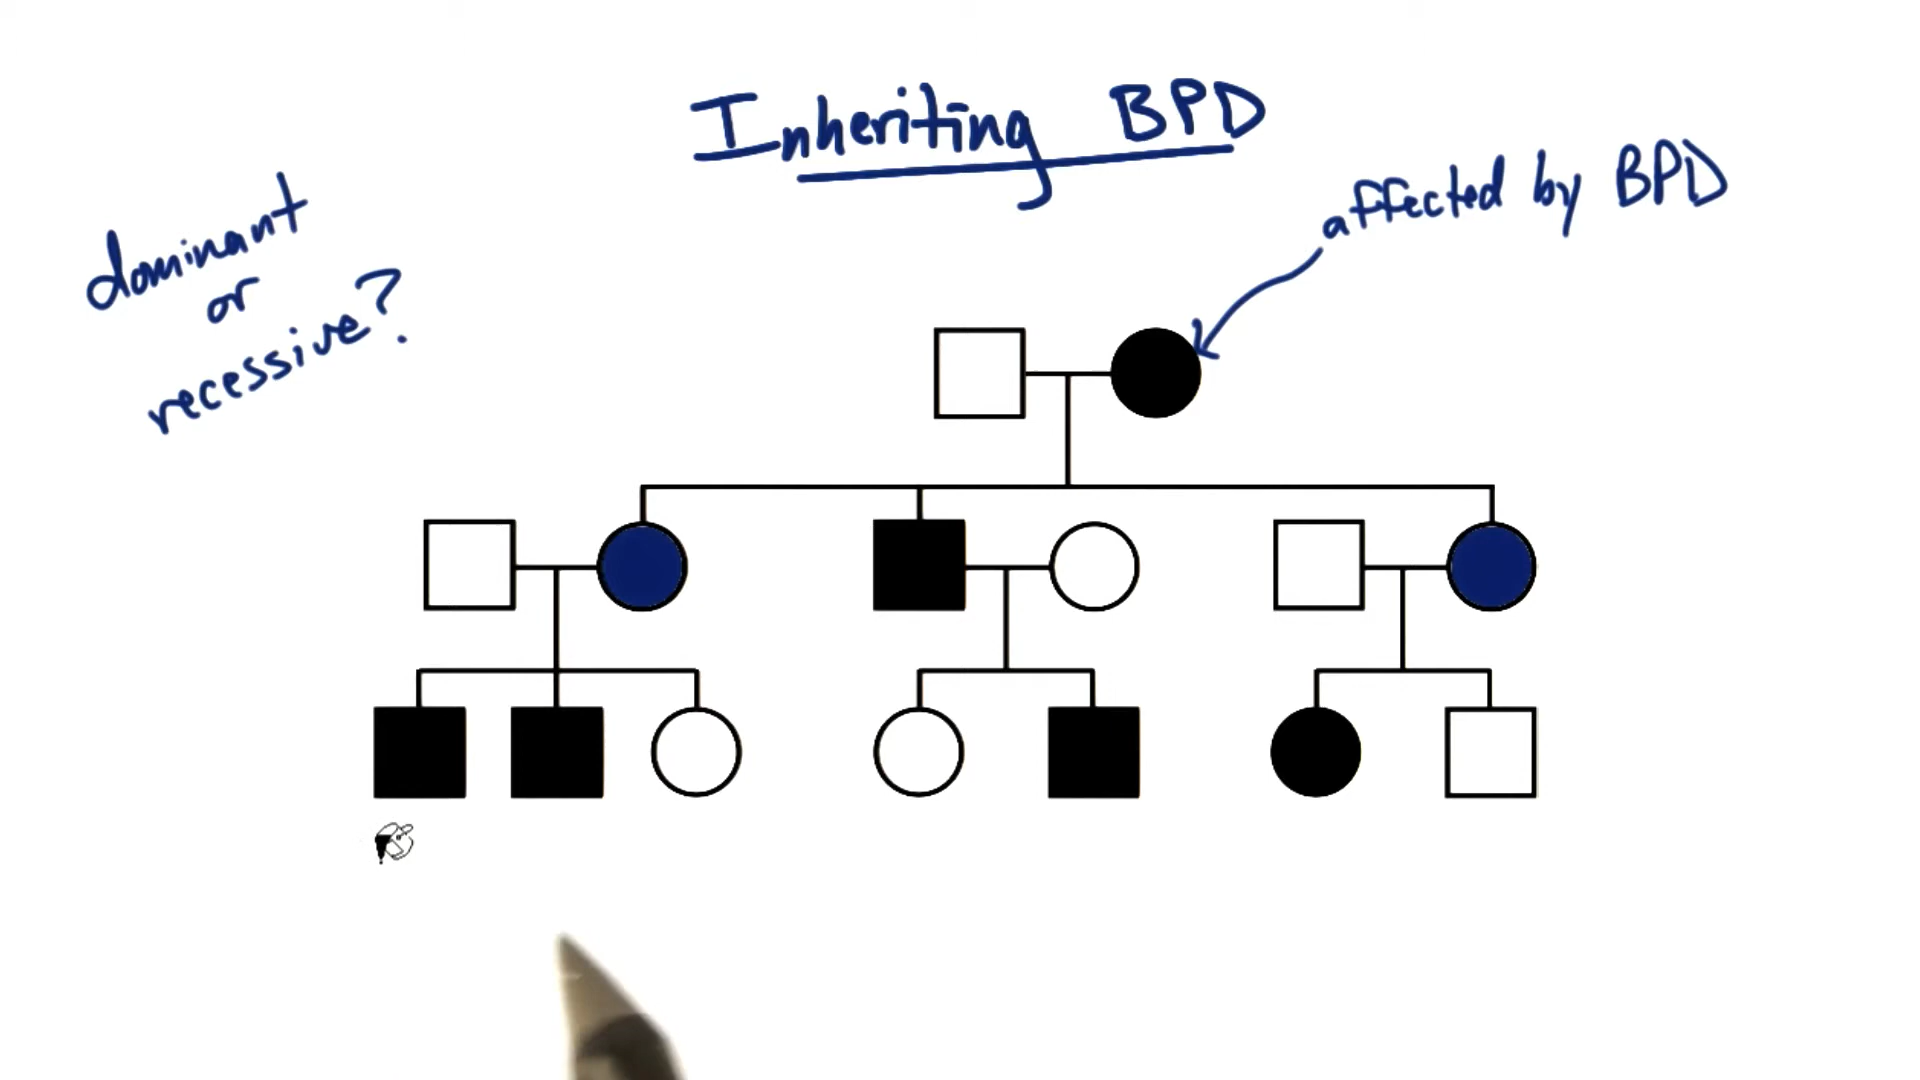 Inheriting BPD
affected by BPD
dominant
or
recessive?